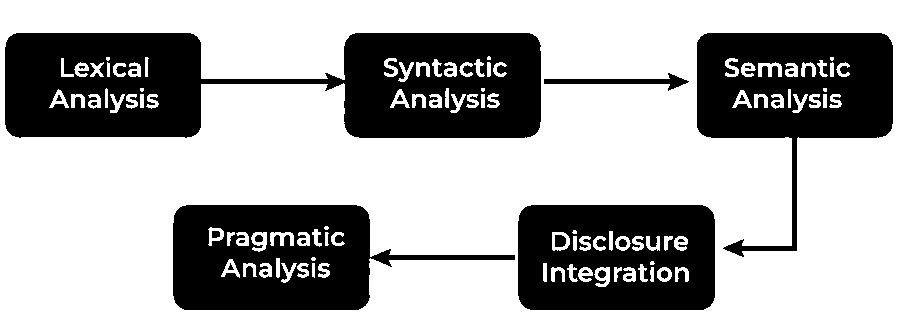 Lexical
Analysis
Syntactic
Analysis
Semantic
Analysis
Disclosure
Integration
Pragmatic
Analysis